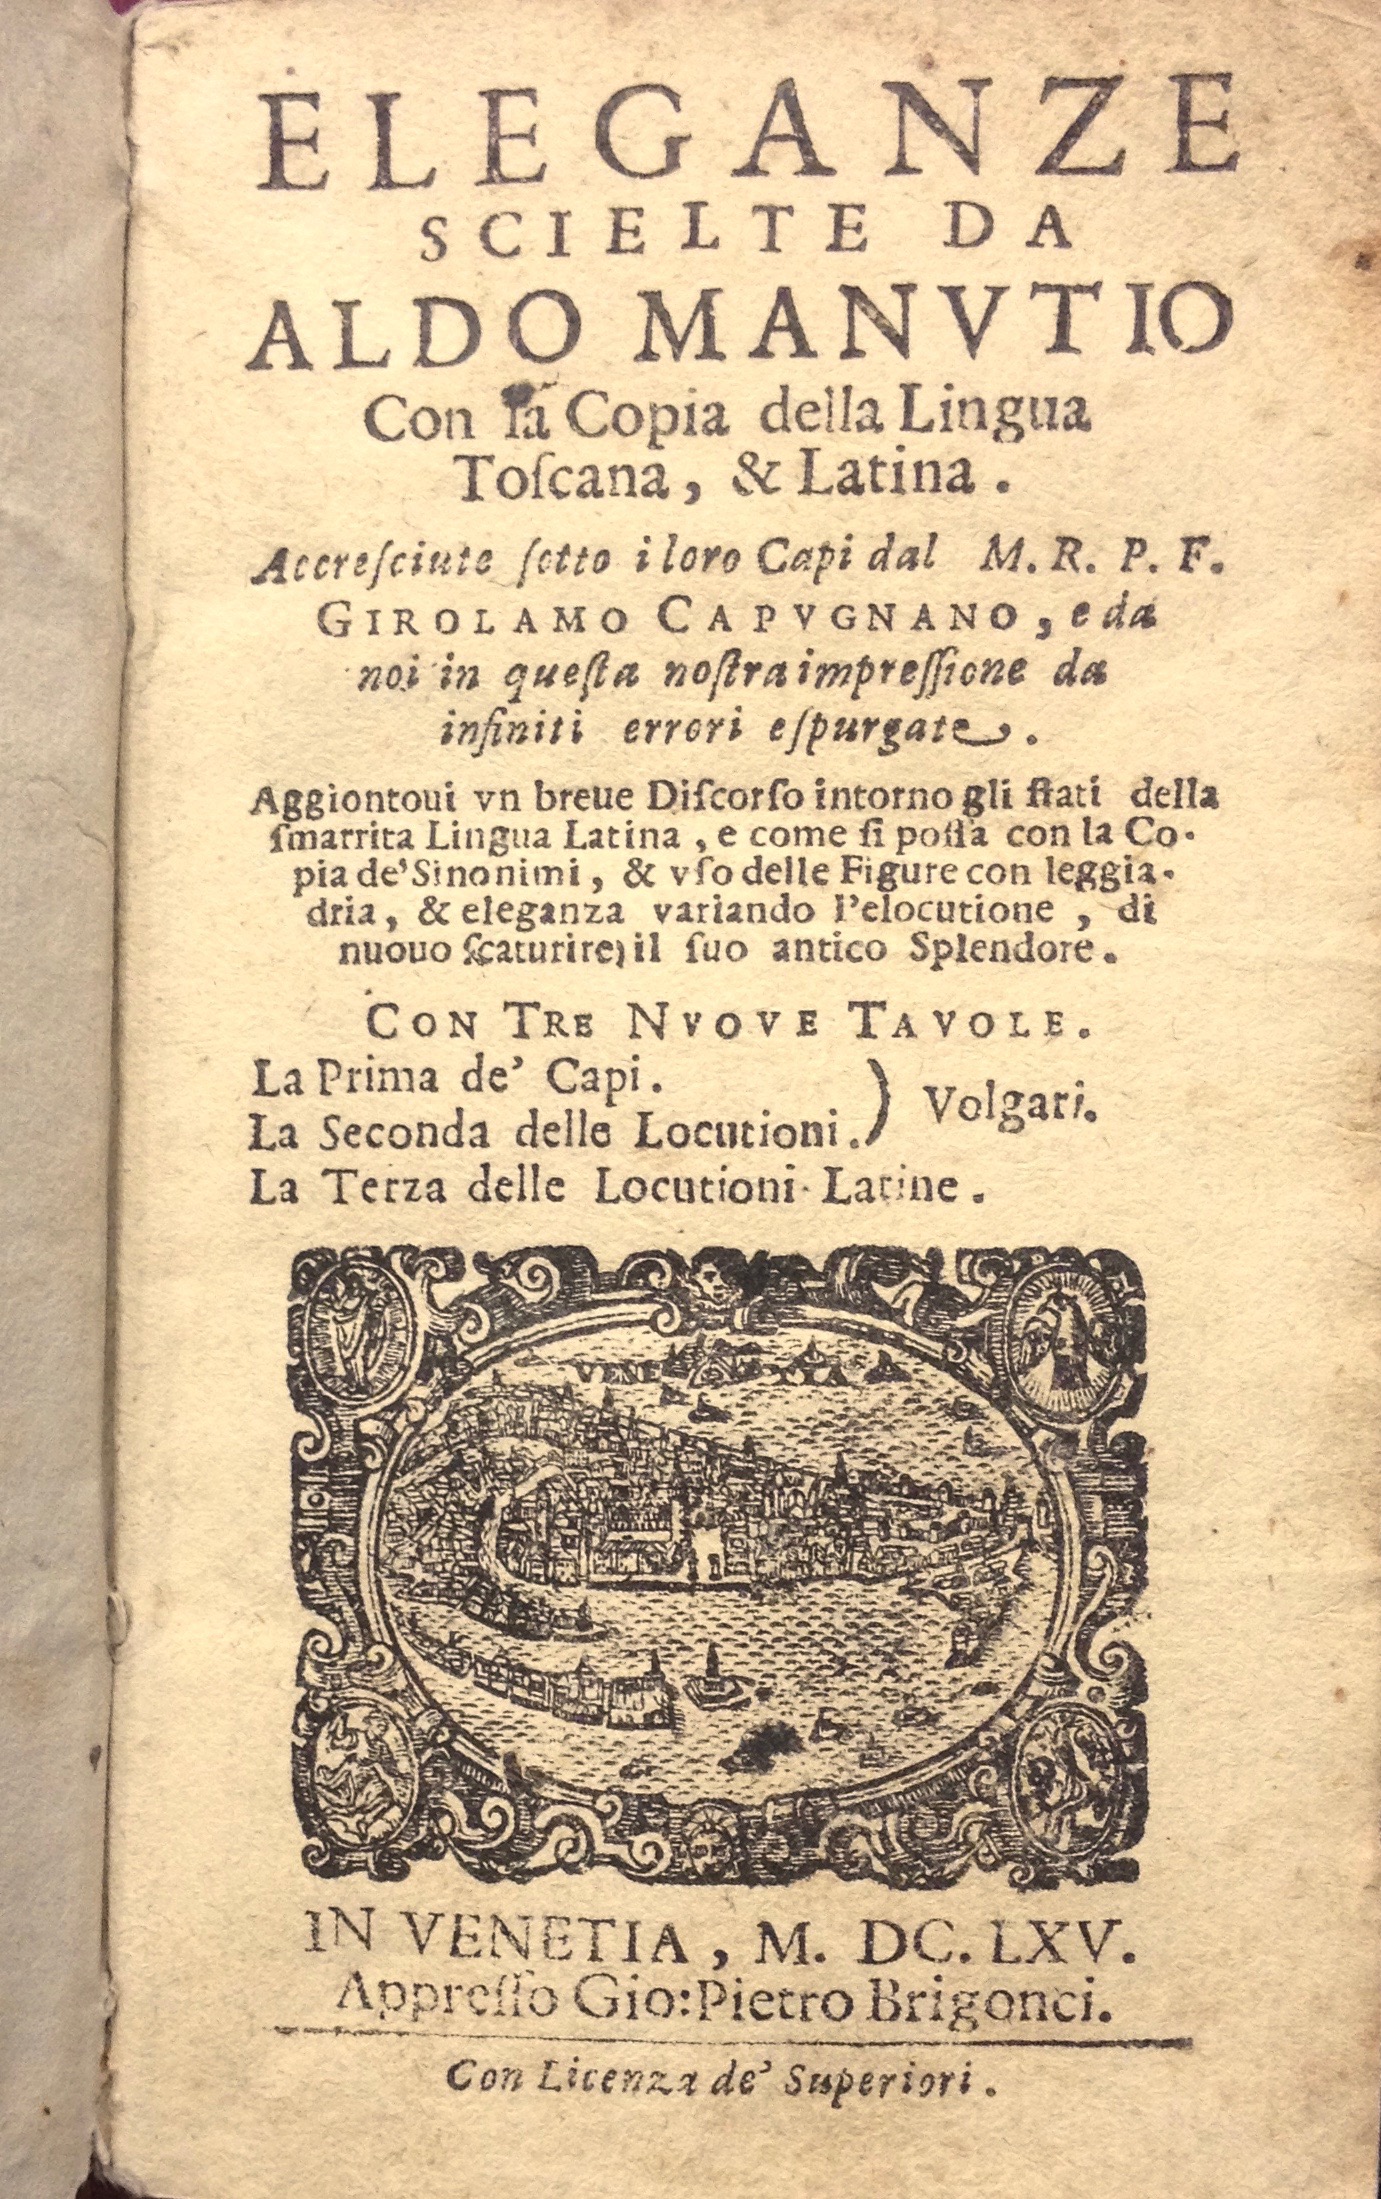 ELEGANZE
SCIELTE DA
ALDO MANVTIO
Con la Copia della Lingua
Toſcana, & Latina.
Accreſciute ſotto i loro Capi dal M. R. P. F.
GIROLAMO CAPVGNANO, e da
noi in queſta noſtra impreſſione da
infiniti errori eſpurgate.
Aggiontoui vn breue Diſcorſo intorno gli ſtati della
ſmarrita Lingua Latina, e come ſi poſſa con la Co-
pia de' Sinonimi, & vſo delle Figure con leggia-
dria, & eleganza variando l'elocutione, di
nuouo ſcaturire il ſuo antico Splendore.
CON TRE NVOVE TAVOLE.
La Prima de' Capi.
La Seconda delle Locutioni.) Volgari.
La Terza delle Locutioni Latine.
VENETIA
IN VENETIA, M. DC. LXV.
Appreſſo Gio: Pietro Brigonci.
Con Licenza de' Superiori.